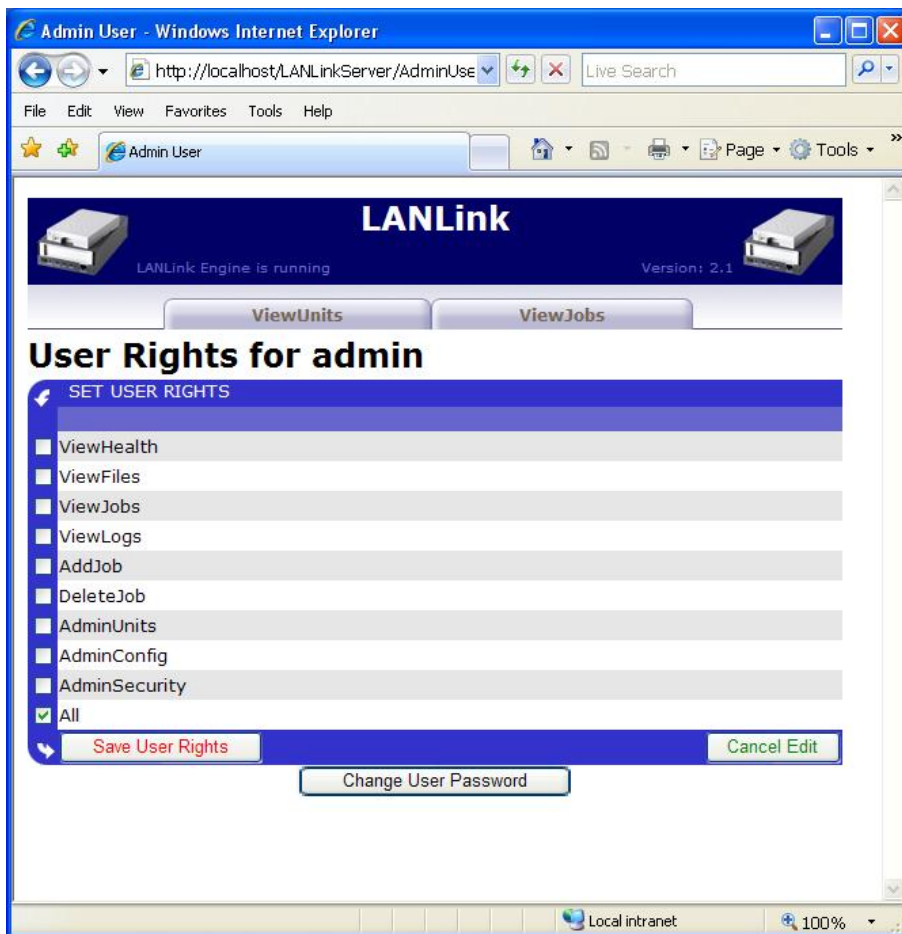 Admin User - Windows Internet Explorer
http://localhost/LANLinkServer/AdminUse
Live Search
File Edit View Favorites Tools Help
Admin User
Page Tools
LANLink
LANLink Engine is running
Version: 2.1
ViewUnits ViewJobs
User Rights for admin
SET USER RIGHTS
ViewHealth
ViewFiles
ViewJobs
ViewLogs
AddJob
DeleteJob
AdminUnits
AdminConfig
AdminSecurity
All
Save User Rights Cancel Edit
Change User Password
Local intranet 100%